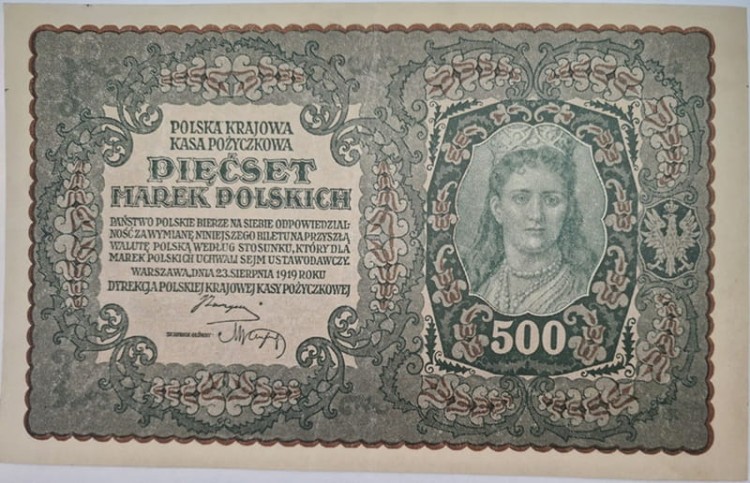 POLSKA KRAJOWA
KASA POŻYCZKOWA
PIĘĆSET
MAREK POLSKICH
PAŃSTWO POLSKIE BIERZE NA SIEBIE ODPOWIEDZIAL
NOŚĆ ZA WYMIANĘ NINIEJSZEGO BILETU NA PRZYSZŁĄ
WALUTĘ POLSKĄ WEDŁUG STOSUNKU, KTÓRY DLA
MAREK POLSKICH UCHWALI SEJM USTAWODAWCZY.
WARSZAWA, DNIA 23. SIERPNIA 1919 ROKU
DYREKCJA POLSKIEJ KRAJOWEJ KASY POŻYCZKOWEJ
500